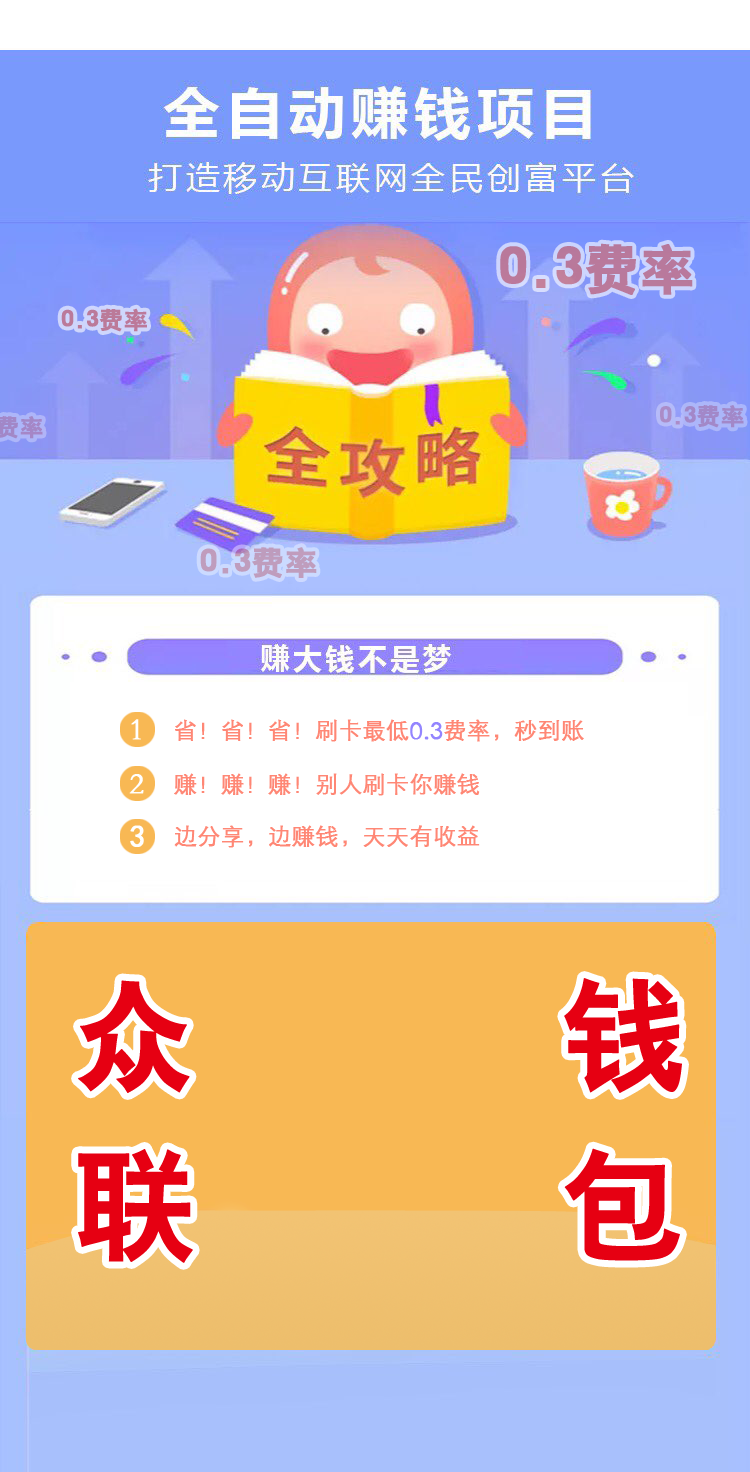 全自动赚钱项目
打造移动互联网全民创富平台
0.3费率
0.3费率
0.3费率
费率
全攻略
0.3费率
赚大钱不是梦
1 省！省！省！刷卡最低0.3费率，秒到账
2 赚！赚！赚！别人刷卡你赚钱
3 边分享，边赚钱，天天有收益
众联
钱包